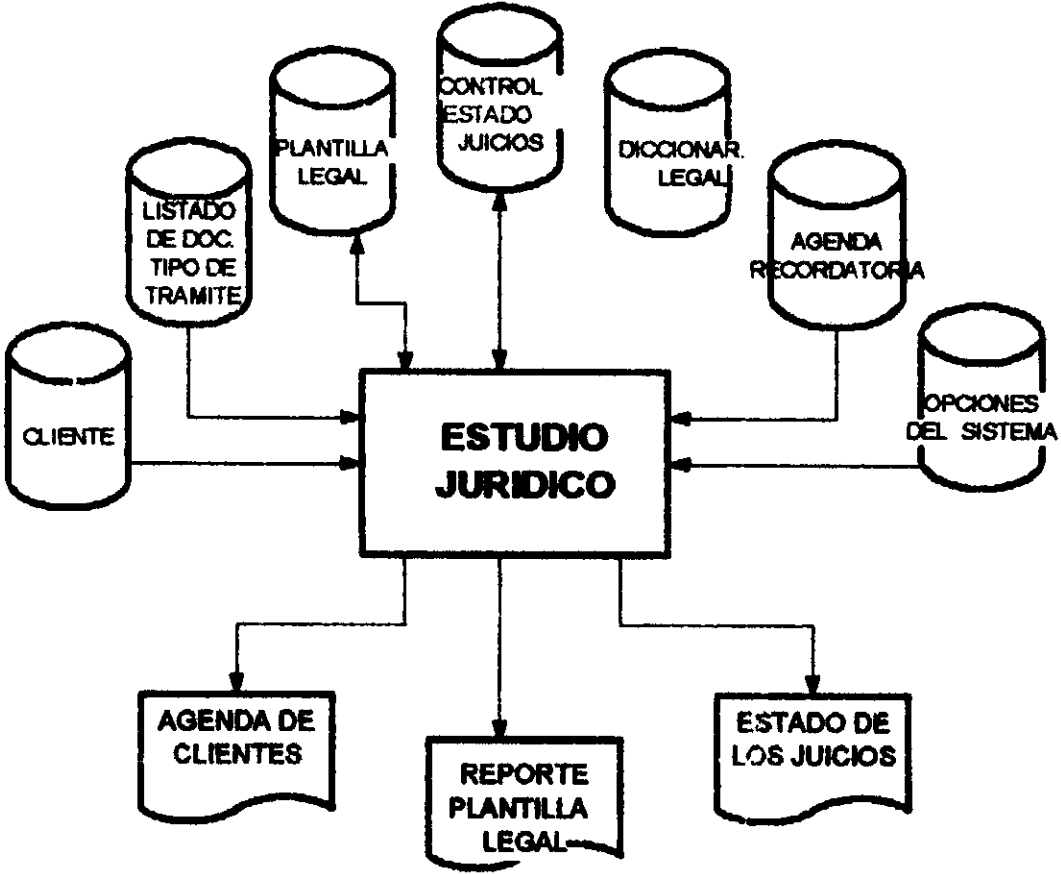 CONTROL
ESTADO
JUICIOS
PLANTILLA
LEGAL
DICCIONAR.
LEGAL
LISTADO
DE DOC.
TIPO DE
TRAMITE
AGENDA
RECORDATORIA
CLIENTE
OPCIONES
DEL SISTEMA
ESTUDIO
JURIDICO
AGENDA DE
CLIENTES
REPORTE
PLANTILLA
LEGAL
ESTADO DE
LOS JUICIOS